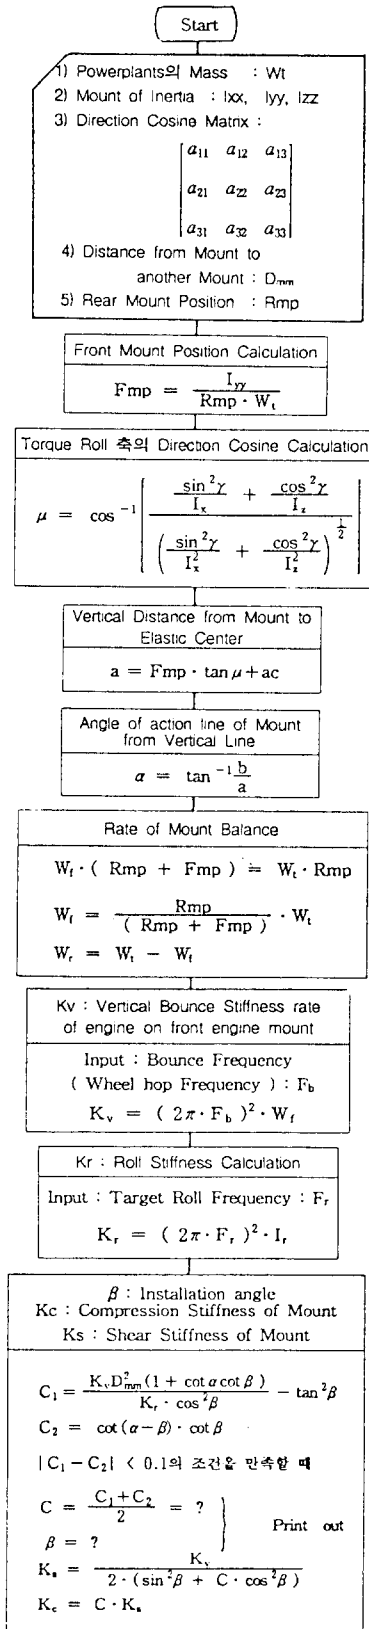 Start
1) Powerplants의 Mass : Wt
2) Mount of Inertia : Ixx, Iyy, Izz
3) Direction Cosine Matrix :
a₁₁ a₁₂ a₁₃
a₂₁ a₂₂ a₂₃
a₃₁ a₃₂ a₃₃
4) Distance from Mount to
another Mount : Dmm
5) Rear Mount Position : Rmp
Front Mount Position Calculation
Fmp = Iyy / (Rmp · Wt)
Torque Roll 축의 Direction Cosine Calculation
μ = cos⁻¹ [ (sin²γ / Ix + cos²γ / Iz) / (sin²γ / Ix² + cos²γ / Iz²)^(1/2) ]
Vertical Distance from Mount to
Elastic Center
a = Fmp · tan μ + ac
Angle of action line of Mount
from Vertical Line
α = tan⁻¹ b/a
Rate of Mount Balance
Wf · ( Rmp + Fmp ) = Wt · Rmp
Wf = Rmp / ( Rmp + Fmp ) · Wt
Wr = Wt − Wf
Kv : Vertical Bounce Stiffness rate
of engine on front engine mount
Input : Bounce Frequency
( Wheel hop Frequency ) : Fb
Kv = ( 2π · Fb )² · Wf
Kr : Roll Stiffness Calculation
Input : Target Roll Frequency : Fr
Kr = ( 2π · Fr )² · Ir
β : Installation angle
Kc : Compression Stiffness of Mount
Ks : Shear Stiffness of Mount
C₁ = KvD²mm(1 + cot α cot β) / (Kr · cos²β) − tan²β
C₂ = cot(α−β) · cot β
|C₁ − C₂| < 0.1의 조건을 만족할 때
C = (C₁+C₂) / 2 = ?
β = ?
Print out
Ks = Kv / (2 · (sin²β + C · cos²β))
Kc = C · Ks